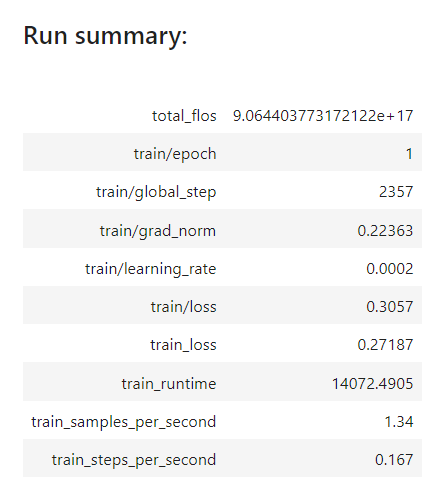 Run summary:
total_flos 9.064403773172122e+17
train/epoch 1
train/global_step 2357
train/grad_norm 0.22363
train/learning_rate 0.0002
train/loss 0.3057
train_loss 0.27187
train_runtime 14072.4905
train_samples_per_second 1.34
train_steps_per_second 0.167